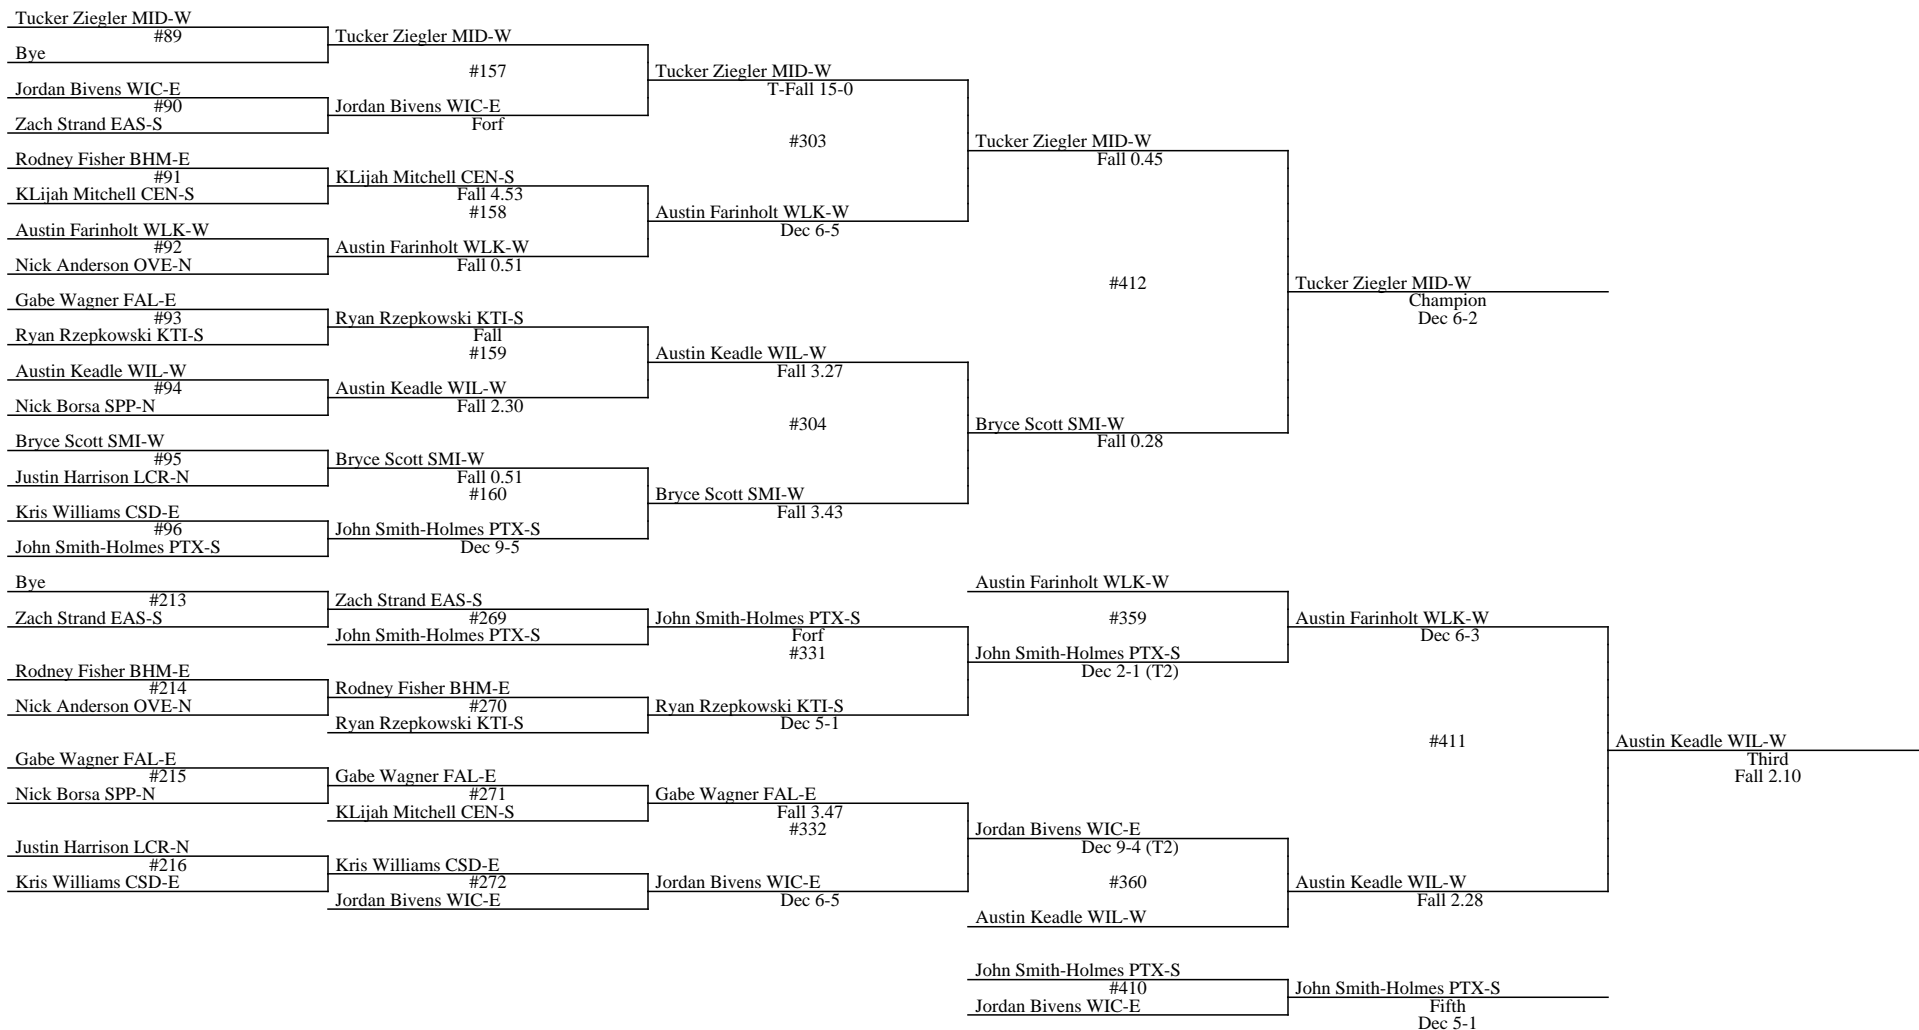 Tucker Ziegler MID-W
#89
Bye
Jordan Bivens WIC-E
#90
Zach Strand EAS-S
Rodney Fisher BHM-E
#91
KLijah Mitchell CEN-S
Austin Farinholt WLK-W
#92
Nick Anderson OVE-N
Gabe Wagner FAL-E
#93
Ryan Rzepkowski KTI-S
Austin Keadle WIL-W
#94
Nick Borsa SPP-N
Bryce Scott SMI-W
#95
Justin Harrison LCR-N
Kris Williams CSD-E
#96
John Smith-Holmes PTX-S
Tucker Ziegler MID-W
#157
Jordan Bivens WIC-E
Forf
KLijah Mitchell CEN-S
Fall 4.53
#158
Austin Farinholt WLK-W
Fall 0.51
Ryan Rzepkowski KTI-S
Fall
#159
Austin Keadle WIL-W
Fall 2.30
Bryce Scott SMI-W
Fall 0.51
#160
John Smith-Holmes PTX-S
Dec 9-5
Tucker Ziegler MID-W
T-Fall 15-0
#303
Austin Farinholt WLK-W
Dec 6-5
Austin Keadle WIL-W
Fall 3.27
#304
Bryce Scott SMI-W
Fall 3.43
Tucker Ziegler MID-W
Fall 0.45
#412
Bryce Scott SMI-W
Fall 0.28
Tucker Ziegler MID-W
Champion
Dec 6-2
Bye
#213
Zach Strand EAS-S
Rodney Fisher BHM-E
#214
Nick Anderson OVE-N
Gabe Wagner FAL-E
#215
Nick Borsa SPP-N
Justin Harrison LCR-N
#216
Kris Williams CSD-E
Zach Strand EAS-S
#269
John Smith-Holmes PTX-S
Rodney Fisher BHM-E
#270
Ryan Rzepkowski KTI-S
Gabe Wagner FAL-E
#271
KLijah Mitchell CEN-S
Kris Williams CSD-E
#272
Jordan Bivens WIC-E
John Smith-Holmes PTX-S
Forf
#331
Ryan Rzepkowski KTI-S
Dec 5-1
Gabe Wagner FAL-E
Fall 3.47
#332
Jordan Bivens WIC-E
Dec 6-5
Austin Farinholt WLK-W
#359
John Smith-Holmes PTX-S
Dec 2-1 (T2)
Jordan Bivens WIC-E
Dec 9-4 (T2)
#360
Austin Keadle WIL-W
Austin Farinholt WLK-W
Dec 6-3
#411
Austin Keadle WIL-W
Fall 2.28
Austin Keadle WIL-W
Third
Fall 2.10
John Smith-Holmes PTX-S
#410
Jordan Bivens WIC-E
John Smith-Holmes PTX-S
Fifth
Dec 5-1